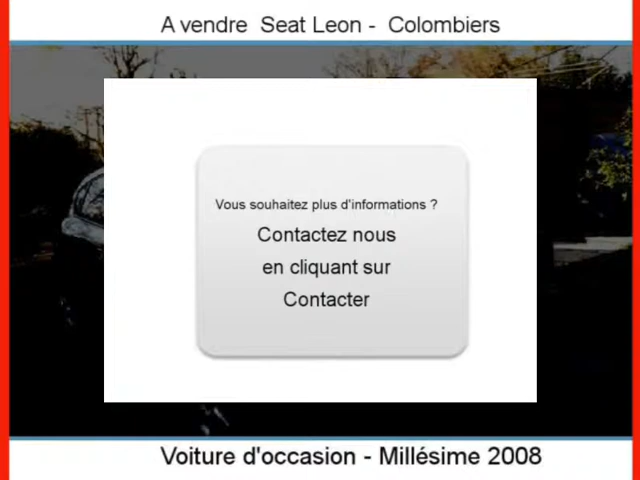 A vendre Seat Leon - Colombiers
Vous souhaitez plus d'informations ?
Contactez nous
en cliquant sur
Contacter
Voiture d'occasion - Millésime 2008